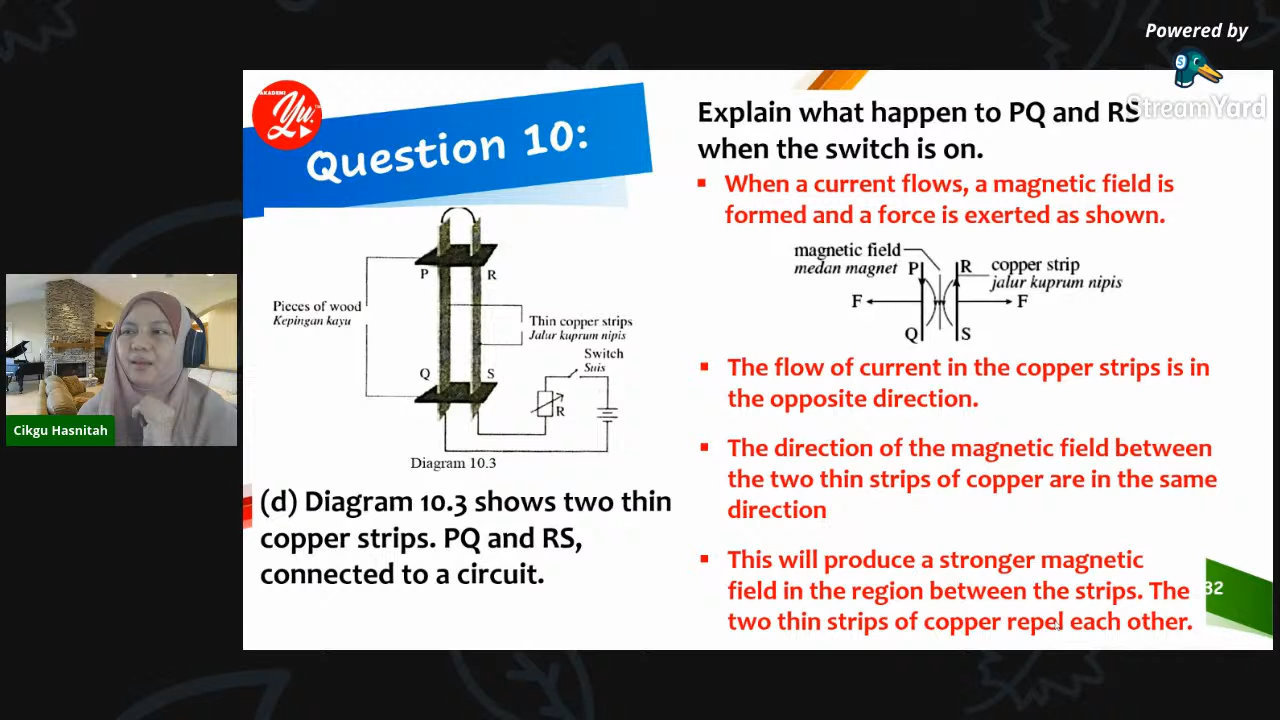 Powered by
StreamYard
AKADEMI
Yu.
Question 10:
P
R
Pieces of wood
Kepingan kayu
Thin copper strips
Jalur kuprum nipis
Switch
Suis
Q
S
R
Diagram 10.3
(d) Diagram 10.3 shows two thin
copper strips. PQ and RS,
connected to a circuit.
Explain what happen to PQ and RS
when the switch is on.
▪ When a current flows, a magnetic field is
formed and a force is exerted as shown.
magnetic field
medan magnet
P
R
copper strip
jalur kuprum nipis
F
F
Q
S
▪ The flow of current in the copper strips is in
the opposite direction.
▪ The direction of the magnetic field between
the two thin strips of copper are in the same
direction
▪ This will produce a stronger magnetic
field in the region between the strips. The
two thin strips of copper repel each other.
32
Cikgu Hasnitah